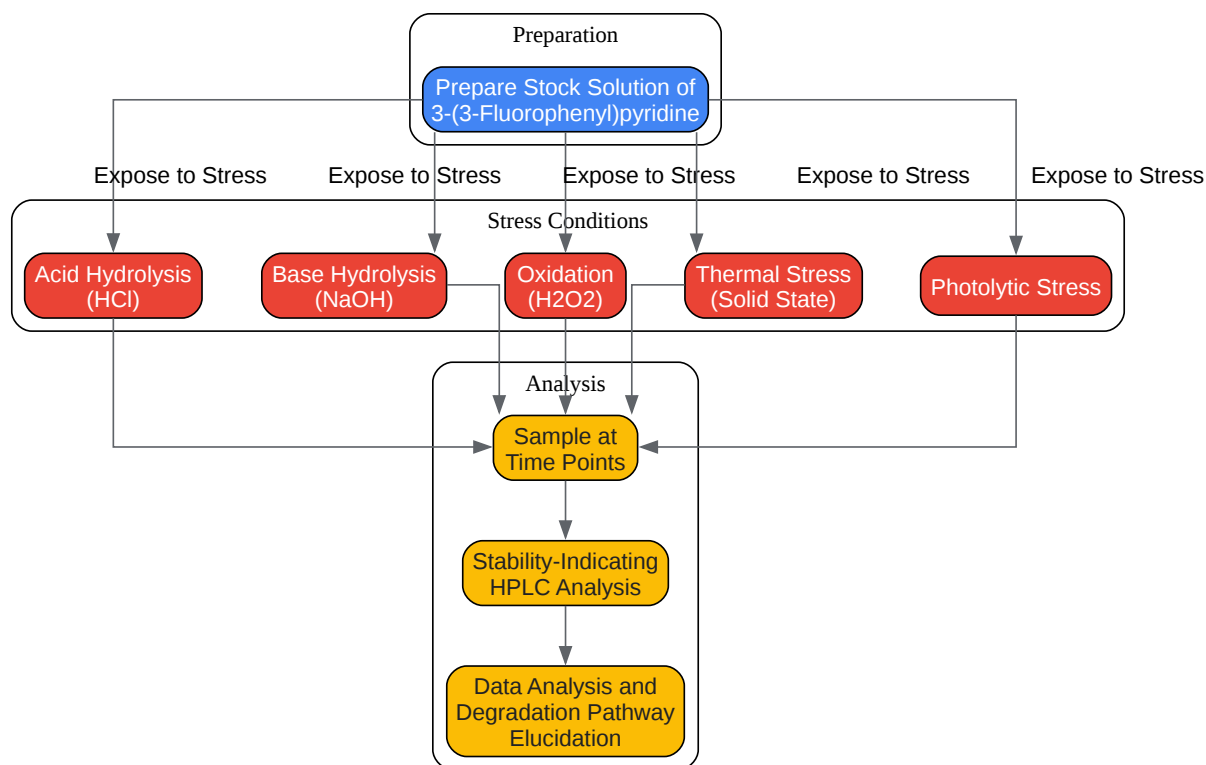 Preparation
Prepare Stock Solution of
3-(3-Fluorophenyl)pyridine
Expose to Stress
Expose to Stress
Expose to Stress
Expose to Stress
Expose to Stress
Stress Conditions
Acid Hydrolysis
(HCl)
Base Hydrolysis
(NaOH)
Oxidation
(H2O2)
Thermal Stress
(Solid State)
Photolytic Stress
Analysis
Sample at
Time Points
Stability-Indicating
HPLC Analysis
Data Analysis and
Degradation Pathway
Elucidation